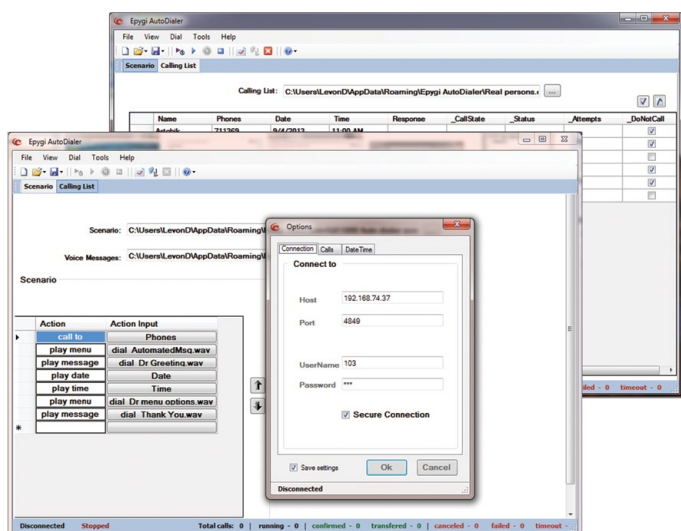 Epygi AutoDialer
File View Dial Tools Help
Scenario Calling List
Calling List: C:\Users\LevonD\AppData\Roaming\Epygi AutoDialer\Real persons.
Name Phones Date Time Response _CallState _Status _Attempts _DoNotCall
Artchik 711269 9/4/2013 11:00 AM
timeout - 0
Epygi AutoDialer
File View Dial Tools Help
Scenario Calling List
Scenario: C:\Users\LevonD\AppData\Roaming\
Voice Messages: C:\Users\LevonD\AppData\Roaming\
Scenario
Action Action Input
call to Phones
play menu dial_AutomatedMsg.wav
play message dial_Dr Greeting.wav
play date Date
play time Time
play menu dial_Dr menu options.wav
play message dial_Thank You.wav
Disconnected Stopped Total calls: 0 | running - 0 | confirmed - 0 transfered - 0 | canceled - 0 failed - 0 timeout -
Options
Connection Calls DateTime
Connect to
Host 192.168.74.37
Port 4849
UserName 103
Password ***
Secure Connection
Save settings Ok Cancel
Disconnected